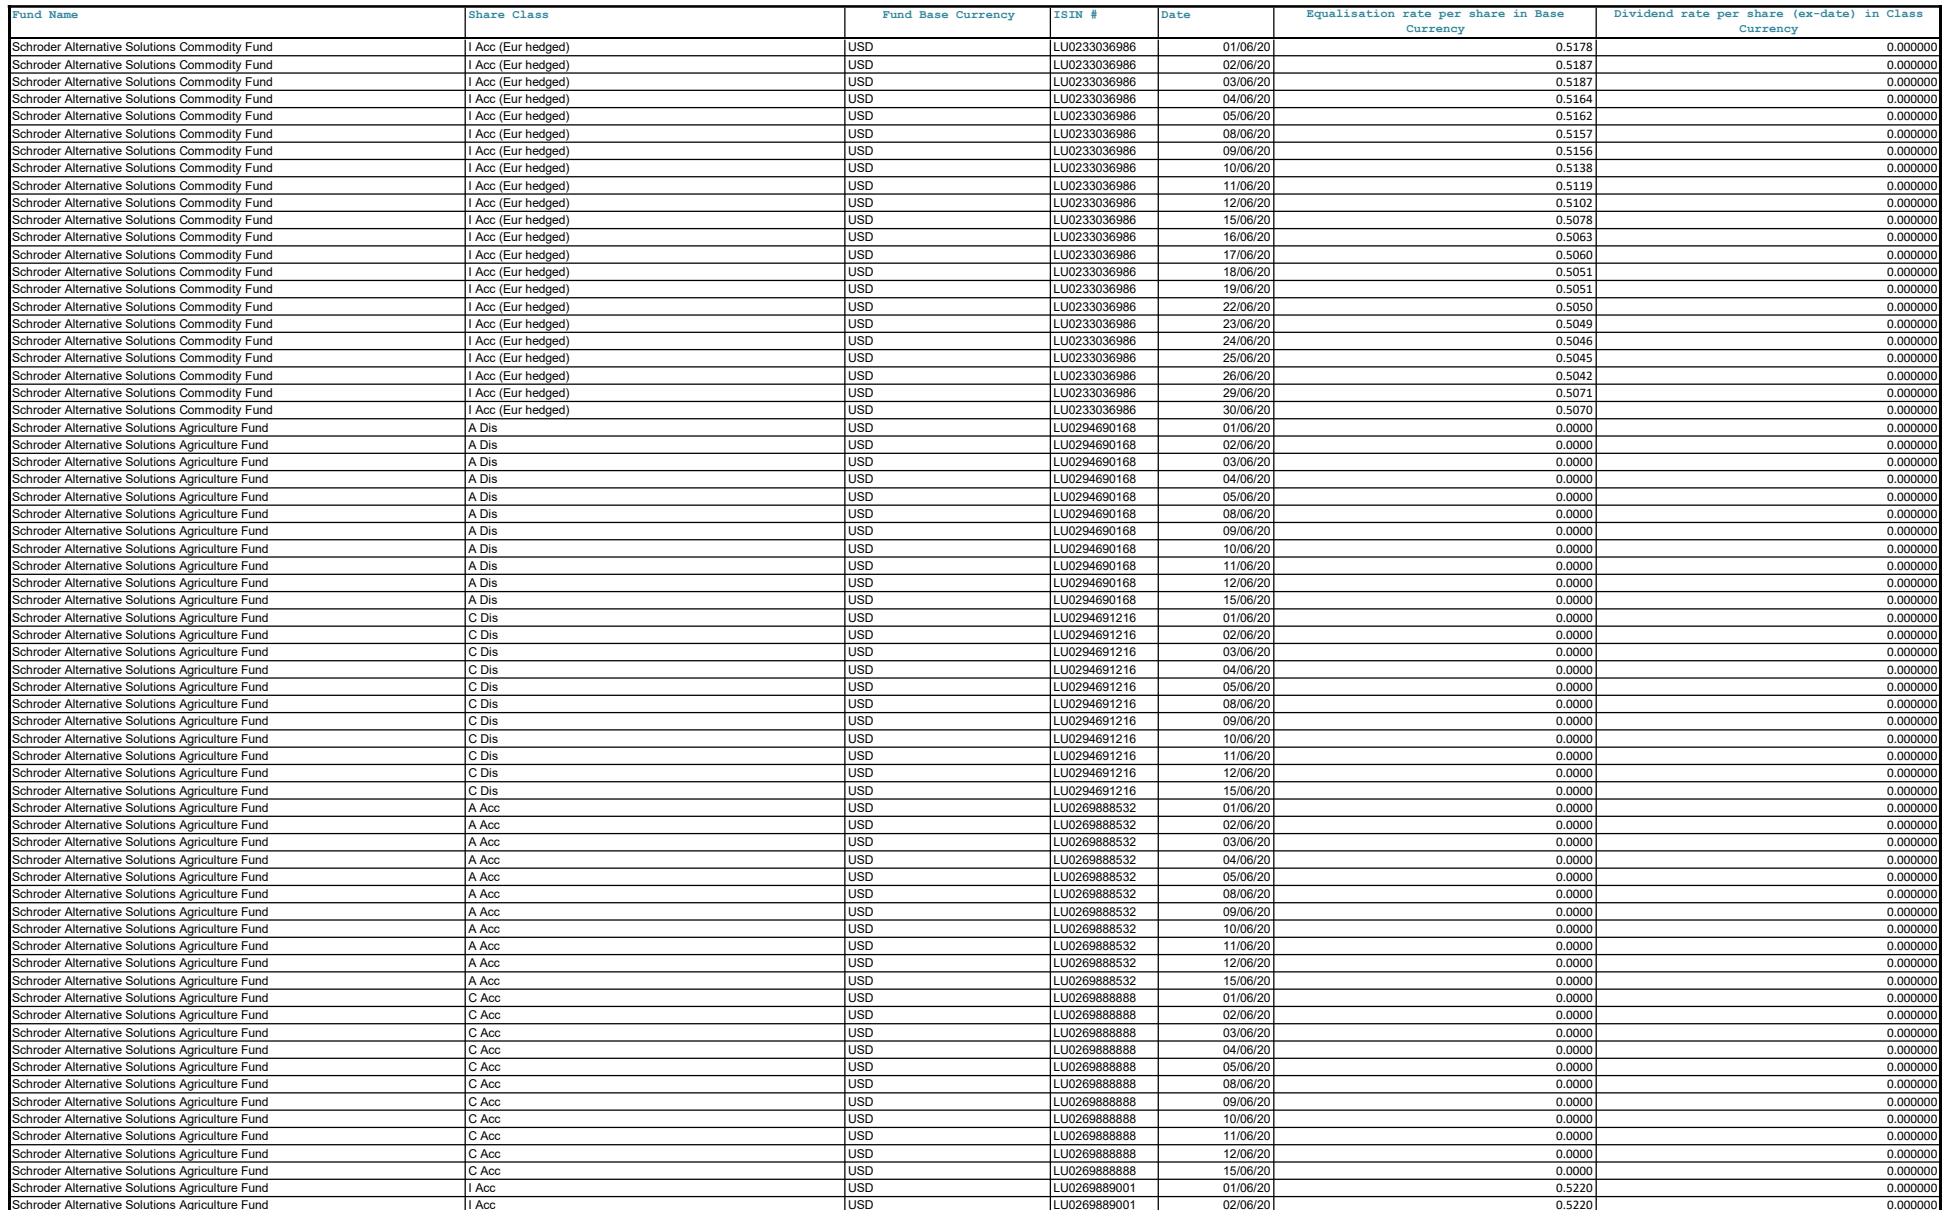 Fund Name Share Class Fund Base Currency ISIN # Date Equalisation rate per share in Base Currency Dividend rate per share (ex-date) in Class Currency
Schroder Alternative Solutions Commodity Fund I Acc (Eur hedged) USD LU0233036986 01/06/20 0.5178 0.000000
Schroder Alternative Solutions Commodity Fund I Acc (Eur hedged) USD LU0233036986 02/06/20 0.5187 0.000000
Schroder Alternative Solutions Commodity Fund I Acc (Eur hedged) USD LU0233036986 03/06/20 0.5187 0.000000
Schroder Alternative Solutions Commodity Fund I Acc (Eur hedged) USD LU0233036986 04/06/20 0.5164 0.000000
Schroder Alternative Solutions Commodity Fund I Acc (Eur hedged) USD LU0233036986 05/06/20 0.5162 0.000000
Schroder Alternative Solutions Commodity Fund I Acc (Eur hedged) USD LU0233036986 08/06/20 0.5157 0.000000
Schroder Alternative Solutions Commodity Fund I Acc (Eur hedged) USD LU0233036986 09/06/20 0.5156 0.000000
Schroder Alternative Solutions Commodity Fund I Acc (Eur hedged) USD LU0233036986 10/06/20 0.5138 0.000000
Schroder Alternative Solutions Commodity Fund I Acc (Eur hedged) USD LU0233036986 11/06/20 0.5119 0.000000
Schroder Alternative Solutions Commodity Fund I Acc (Eur hedged) USD LU0233036986 12/06/20 0.5102 0.000000
Schroder Alternative Solutions Commodity Fund I Acc (Eur hedged) USD LU0233036986 15/06/20 0.5078 0.000000
Schroder Alternative Solutions Commodity Fund I Acc (Eur hedged) USD LU0233036986 16/06/20 0.5063 0.000000
Schroder Alternative Solutions Commodity Fund I Acc (Eur hedged) USD LU0233036986 17/06/20 0.5060 0.000000
Schroder Alternative Solutions Commodity Fund I Acc (Eur hedged) USD LU0233036986 18/06/20 0.5051 0.000000
Schroder Alternative Solutions Commodity Fund I Acc (Eur hedged) USD LU0233036986 19/06/20 0.5051 0.000000
Schroder Alternative Solutions Commodity Fund I Acc (Eur hedged) USD LU0233036986 22/06/20 0.5050 0.000000
Schroder Alternative Solutions Commodity Fund I Acc (Eur hedged) USD LU0233036986 23/06/20 0.5049 0.000000
Schroder Alternative Solutions Commodity Fund I Acc (Eur hedged) USD LU0233036986 24/06/20 0.5046 0.000000
Schroder Alternative Solutions Commodity Fund I Acc (Eur hedged) USD LU0233036986 25/06/20 0.5045 0.000000
Schroder Alternative Solutions Commodity Fund I Acc (Eur hedged) USD LU0233036986 26/06/20 0.5042 0.000000
Schroder Alternative Solutions Commodity Fund I Acc (Eur hedged) USD LU0233036986 29/06/20 0.5071 0.000000
Schroder Alternative Solutions Commodity Fund I Acc (Eur hedged) USD LU0233036986 30/06/20 0.5070 0.000000
Schroder Alternative Solutions Agriculture Fund A Dis USD LU0294690168 01/06/20 0.0000 0.000000
Schroder Alternative Solutions Agriculture Fund A Dis USD LU0294690168 02/06/20 0.0000 0.000000
Schroder Alternative Solutions Agriculture Fund A Dis USD LU0294690168 03/06/20 0.0000 0.000000
Schroder Alternative Solutions Agriculture Fund A Dis USD LU0294690168 04/06/20 0.0000 0.000000
Schroder Alternative Solutions Agriculture Fund A Dis USD LU0294690168 05/06/20 0.0000 0.000000
Schroder Alternative Solutions Agriculture Fund A Dis USD LU0294690168 08/06/20 0.0000 0.000000
Schroder Alternative Solutions Agriculture Fund A Dis USD LU0294690168 09/06/20 0.0000 0.000000
Schroder Alternative Solutions Agriculture Fund A Dis USD LU0294690168 10/06/20 0.0000 0.000000
Schroder Alternative Solutions Agriculture Fund A Dis USD LU0294690168 11/06/20 0.0000 0.000000
Schroder Alternative Solutions Agriculture Fund A Dis USD LU0294690168 12/06/20 0.0000 0.000000
Schroder Alternative Solutions Agriculture Fund A Dis USD LU0294690168 15/06/20 0.0000 0.000000
Schroder Alternative Solutions Agriculture Fund C Dis USD LU0294691216 01/06/20 0.0000 0.000000
Schroder Alternative Solutions Agriculture Fund C Dis USD LU0294691216 02/06/20 0.0000 0.000000
Schroder Alternative Solutions Agriculture Fund C Dis USD LU0294691216 03/06/20 0.0000 0.000000
Schroder Alternative Solutions Agriculture Fund C Dis USD LU0294691216 04/06/20 0.0000 0.000000
Schroder Alternative Solutions Agriculture Fund C Dis USD LU0294691216 05/06/20 0.0000 0.000000
Schroder Alternative Solutions Agriculture Fund C Dis USD LU0294691216 08/06/20 0.0000 0.000000
Schroder Alternative Solutions Agriculture Fund C Dis USD LU0294691216 09/06/20 0.0000 0.000000
Schroder Alternative Solutions Agriculture Fund C Dis USD LU0294691216 10/06/20 0.0000 0.000000
Schroder Alternative Solutions Agriculture Fund C Dis USD LU0294691216 11/06/20 0.0000 0.000000
Schroder Alternative Solutions Agriculture Fund C Dis USD LU0294691216 12/06/20 0.0000 0.000000
Schroder Alternative Solutions Agriculture Fund C Dis USD LU0294691216 15/06/20 0.0000 0.000000
Schroder Alternative Solutions Agriculture Fund A Acc USD LU0269888532 01/06/20 0.0000 0.000000
Schroder Alternative Solutions Agriculture Fund A Acc USD LU0269888532 02/06/20 0.0000 0.000000
Schroder Alternative Solutions Agriculture Fund A Acc USD LU0269888532 03/06/20 0.0000 0.000000
Schroder Alternative Solutions Agriculture Fund A Acc USD LU0269888532 04/06/20 0.0000 0.000000
Schroder Alternative Solutions Agriculture Fund A Acc USD LU0269888532 05/06/20 0.0000 0.000000
Schroder Alternative Solutions Agriculture Fund A Acc USD LU0269888532 08/06/20 0.0000 0.000000
Schroder Alternative Solutions Agriculture Fund A Acc USD LU0269888532 09/06/20 0.0000 0.000000
Schroder Alternative Solutions Agriculture Fund A Acc USD LU0269888532 10/06/20 0.0000 0.000000
Schroder Alternative Solutions Agriculture Fund A Acc USD LU0269888532 11/06/20 0.0000 0.000000
Schroder Alternative Solutions Agriculture Fund A Acc USD LU0269888532 12/06/20 0.0000 0.000000
Schroder Alternative Solutions Agriculture Fund A Acc USD LU0269888532 15/06/20 0.0000 0.000000
Schroder Alternative Solutions Agriculture Fund C Acc USD LU0269888888 01/06/20 0.0000 0.000000
Schroder Alternative Solutions Agriculture Fund C Acc USD LU0269888888 02/06/20 0.0000 0.000000
Schroder Alternative Solutions Agriculture Fund C Acc USD LU0269888888 03/06/20 0.0000 0.000000
Schroder Alternative Solutions Agriculture Fund C Acc USD LU0269888888 04/06/20 0.0000 0.000000
Schroder Alternative Solutions Agriculture Fund C Acc USD LU0269888888 05/06/20 0.0000 0.000000
Schroder Alternative Solutions Agriculture Fund C Acc USD LU0269888888 08/06/20 0.0000 0.000000
Schroder Alternative Solutions Agriculture Fund C Acc USD LU0269888888 09/06/20 0.0000 0.000000
Schroder Alternative Solutions Agriculture Fund C Acc USD LU0269888888 10/06/20 0.0000 0.000000
Schroder Alternative Solutions Agriculture Fund C Acc USD LU0269888888 11/06/20 0.0000 0.000000
Schroder Alternative Solutions Agriculture Fund C Acc USD LU0269888888 12/06/20 0.0000 0.000000
Schroder Alternative Solutions Agriculture Fund C Acc USD LU0269888888 15/06/20 0.0000 0.000000
Schroder Alternative Solutions Agriculture Fund I Acc USD LU0269889001 01/06/20 0.5220 0.000000
Schroder Alternative Solutions Agriculture Fund I Acc USD LU0269889001 02/06/20 0.5220 0.000000